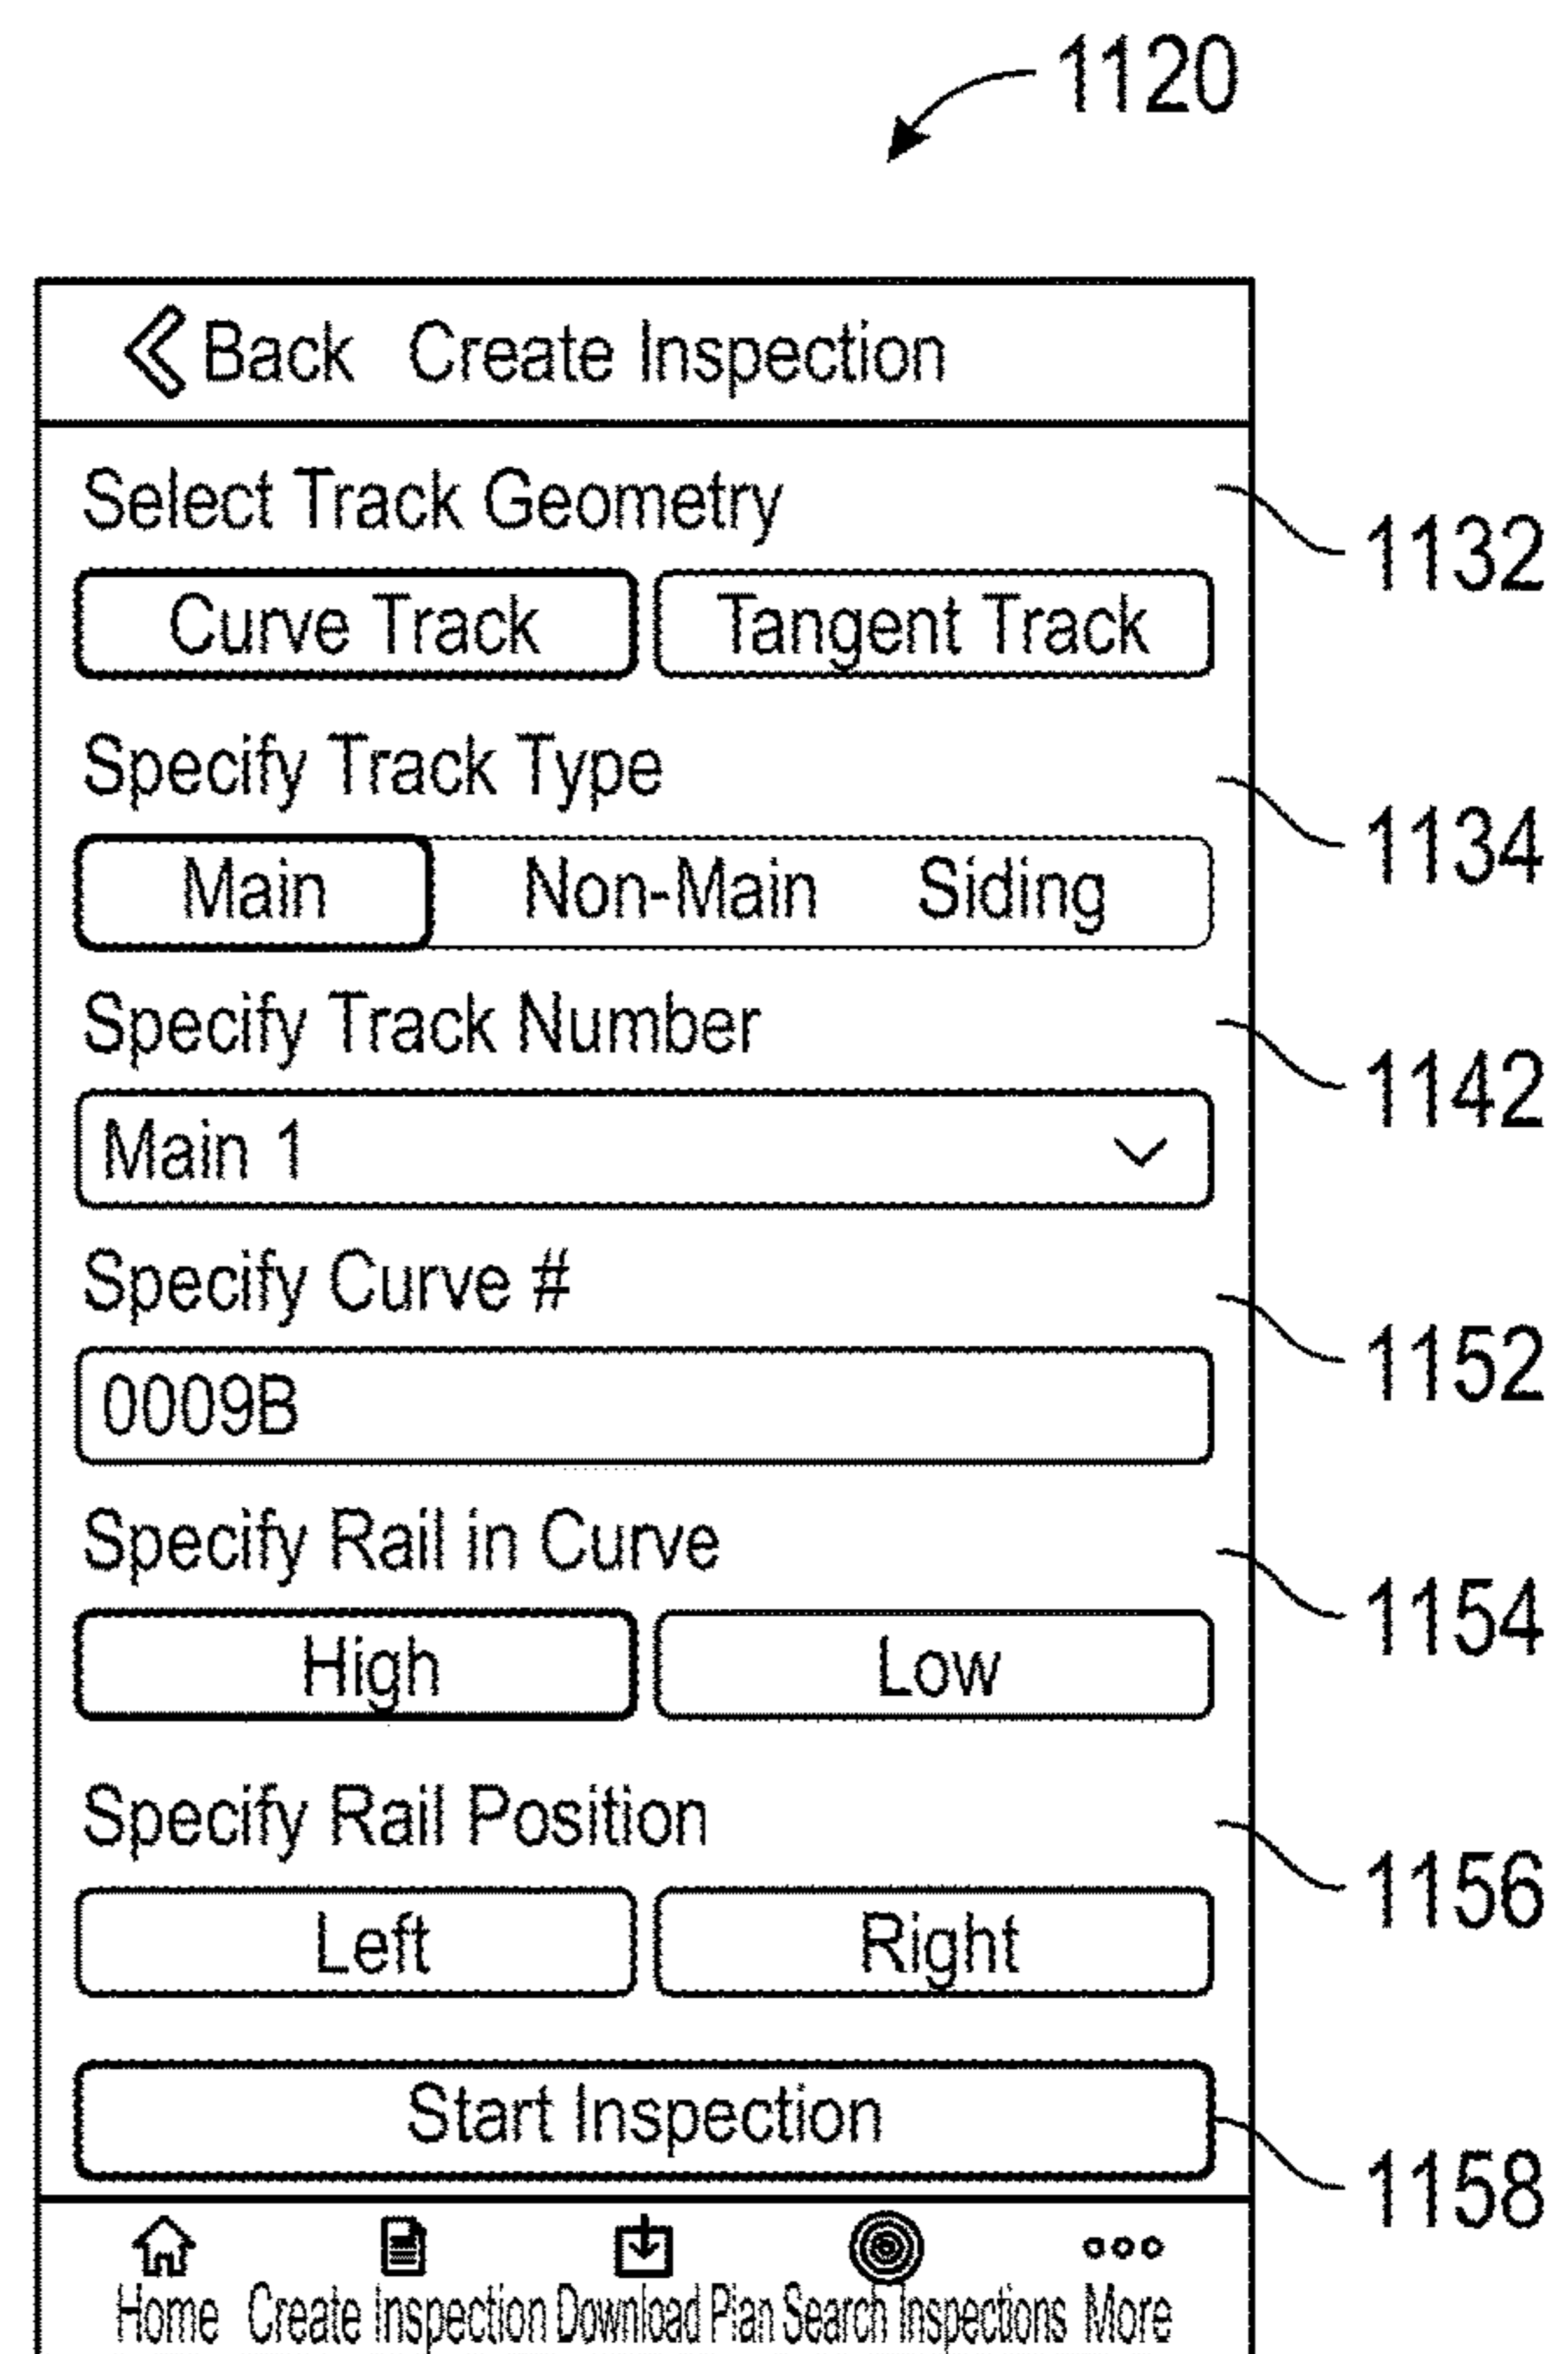 1120
Back Create Inspection
Select Track Geometry
1132
Curve Track Tangent Track
Specify Track Type
1134
Main Non-Main Siding
Specify Track Number
1142
Main 1
Specify Curve #
1152
0009B
Specify Rail in Curve
1154
High Low
Specify Rail Position
1156
Left Right
Start Inspection
1158
Home Create Inspection Download Plan Search Inspections More